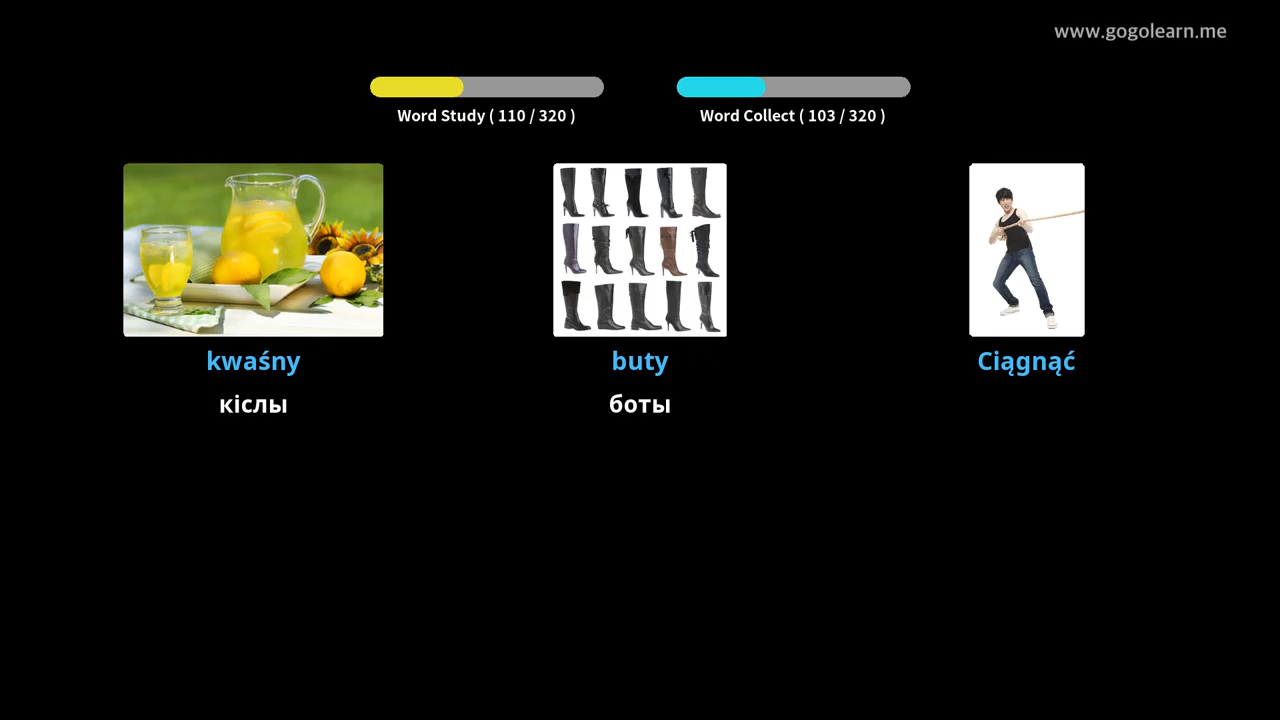 www.gogolearn.me
Word Study ( 110 / 320 )
Word Collect ( 103 / 320 )
kwaśny
buty
Ciągnąć
кіслы
боты